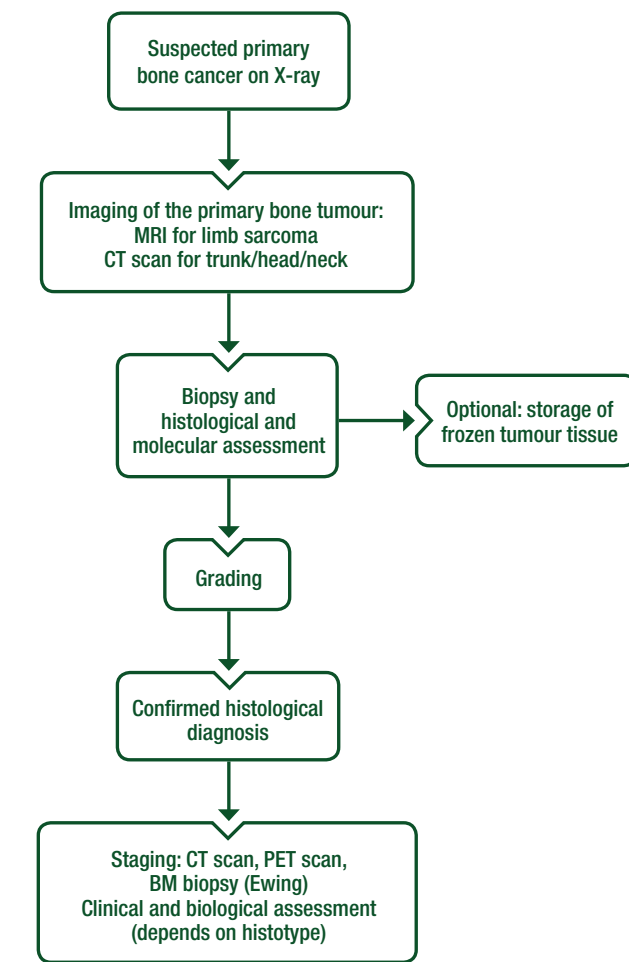 Suspected primary
bone cancer on X-ray
Imaging of the primary bone tumour:
MRI for limb sarcoma
CT scan for trunk/head/neck
Biopsy and
histological and
molecular assessment
Optional: storage of
frozen tumour tissue
Grading
Confirmed histological
diagnosis
Staging: CT scan, PET scan,
BM biopsy (Ewing)
Clinical and biological assessment
(depends on histotype)